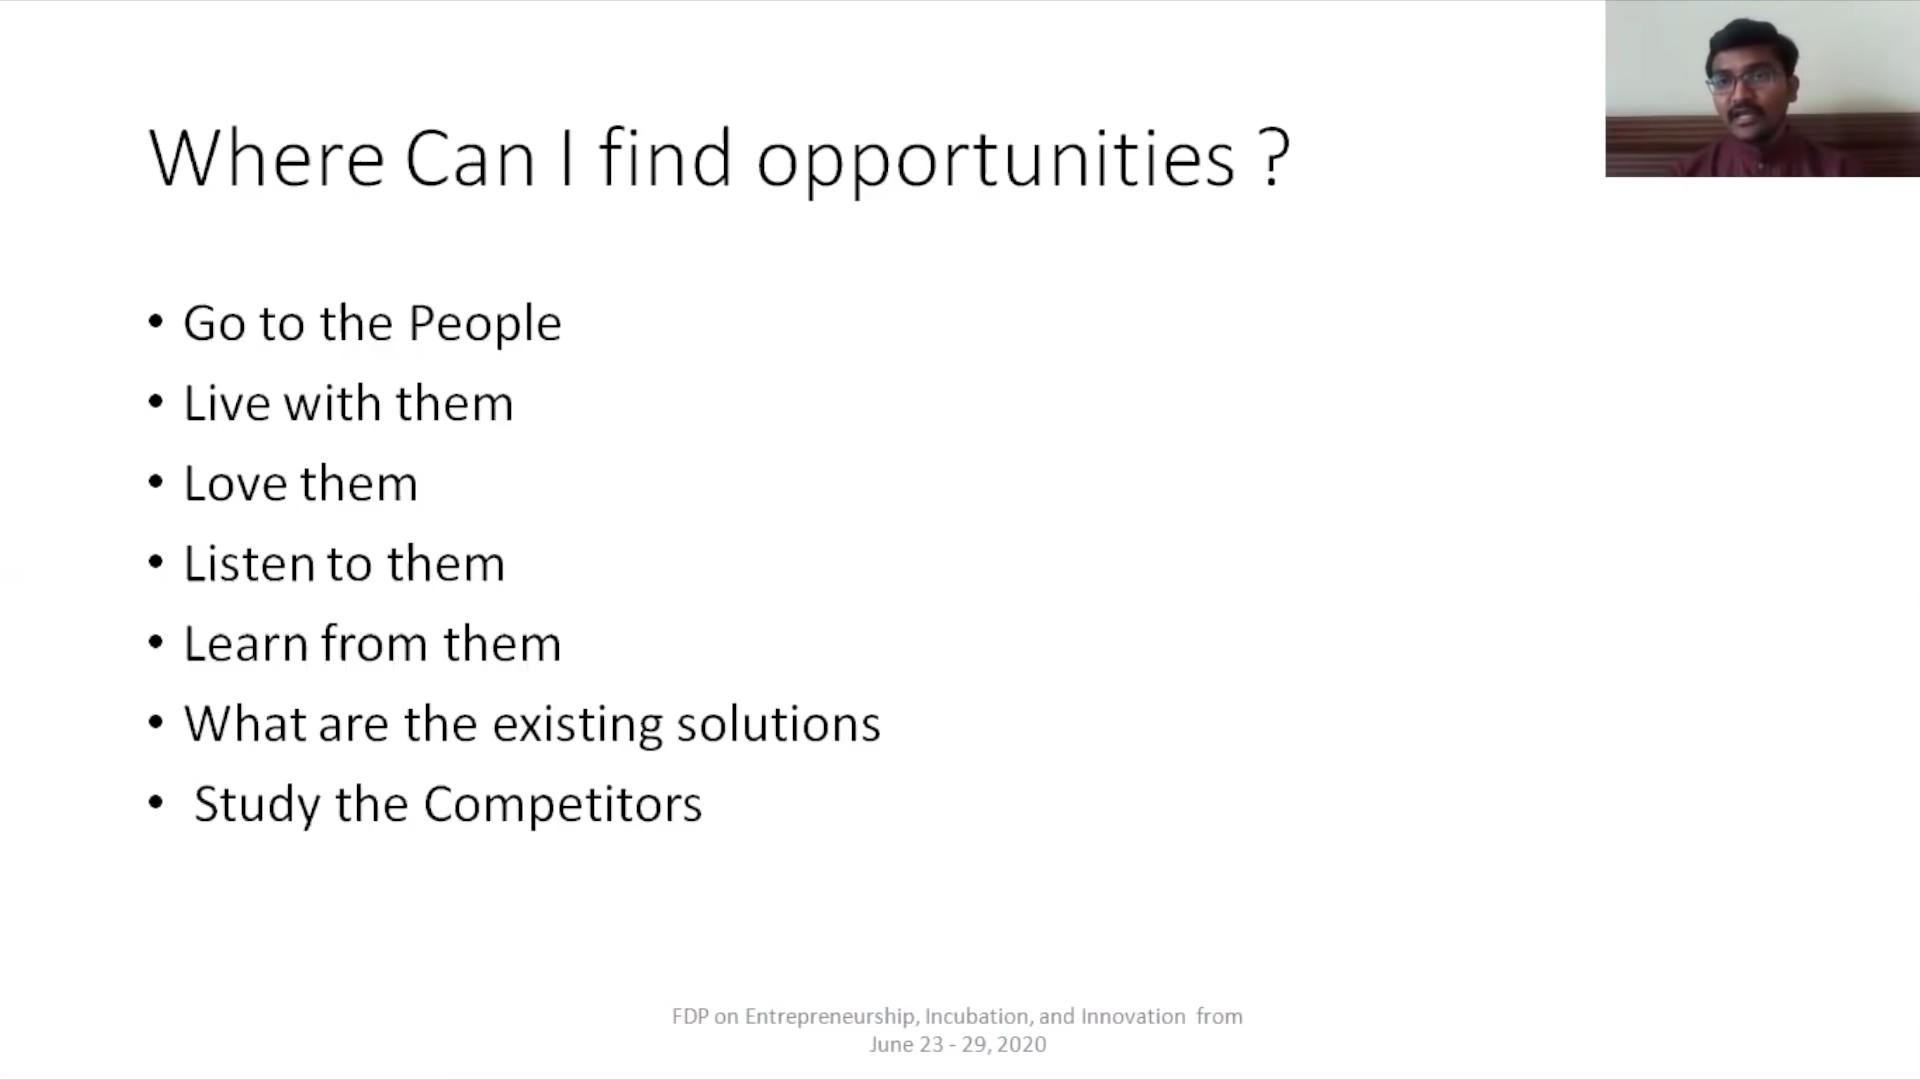 Where Can I find opportunities ?
• Go to the People
• Live with them
• Love them
• Listen to them
• Learn from them
• What are the existing solutions
• Study the Competitors
FDP on Entrepreneurship, Incubation, and Innovation from
June 23 - 29, 2020